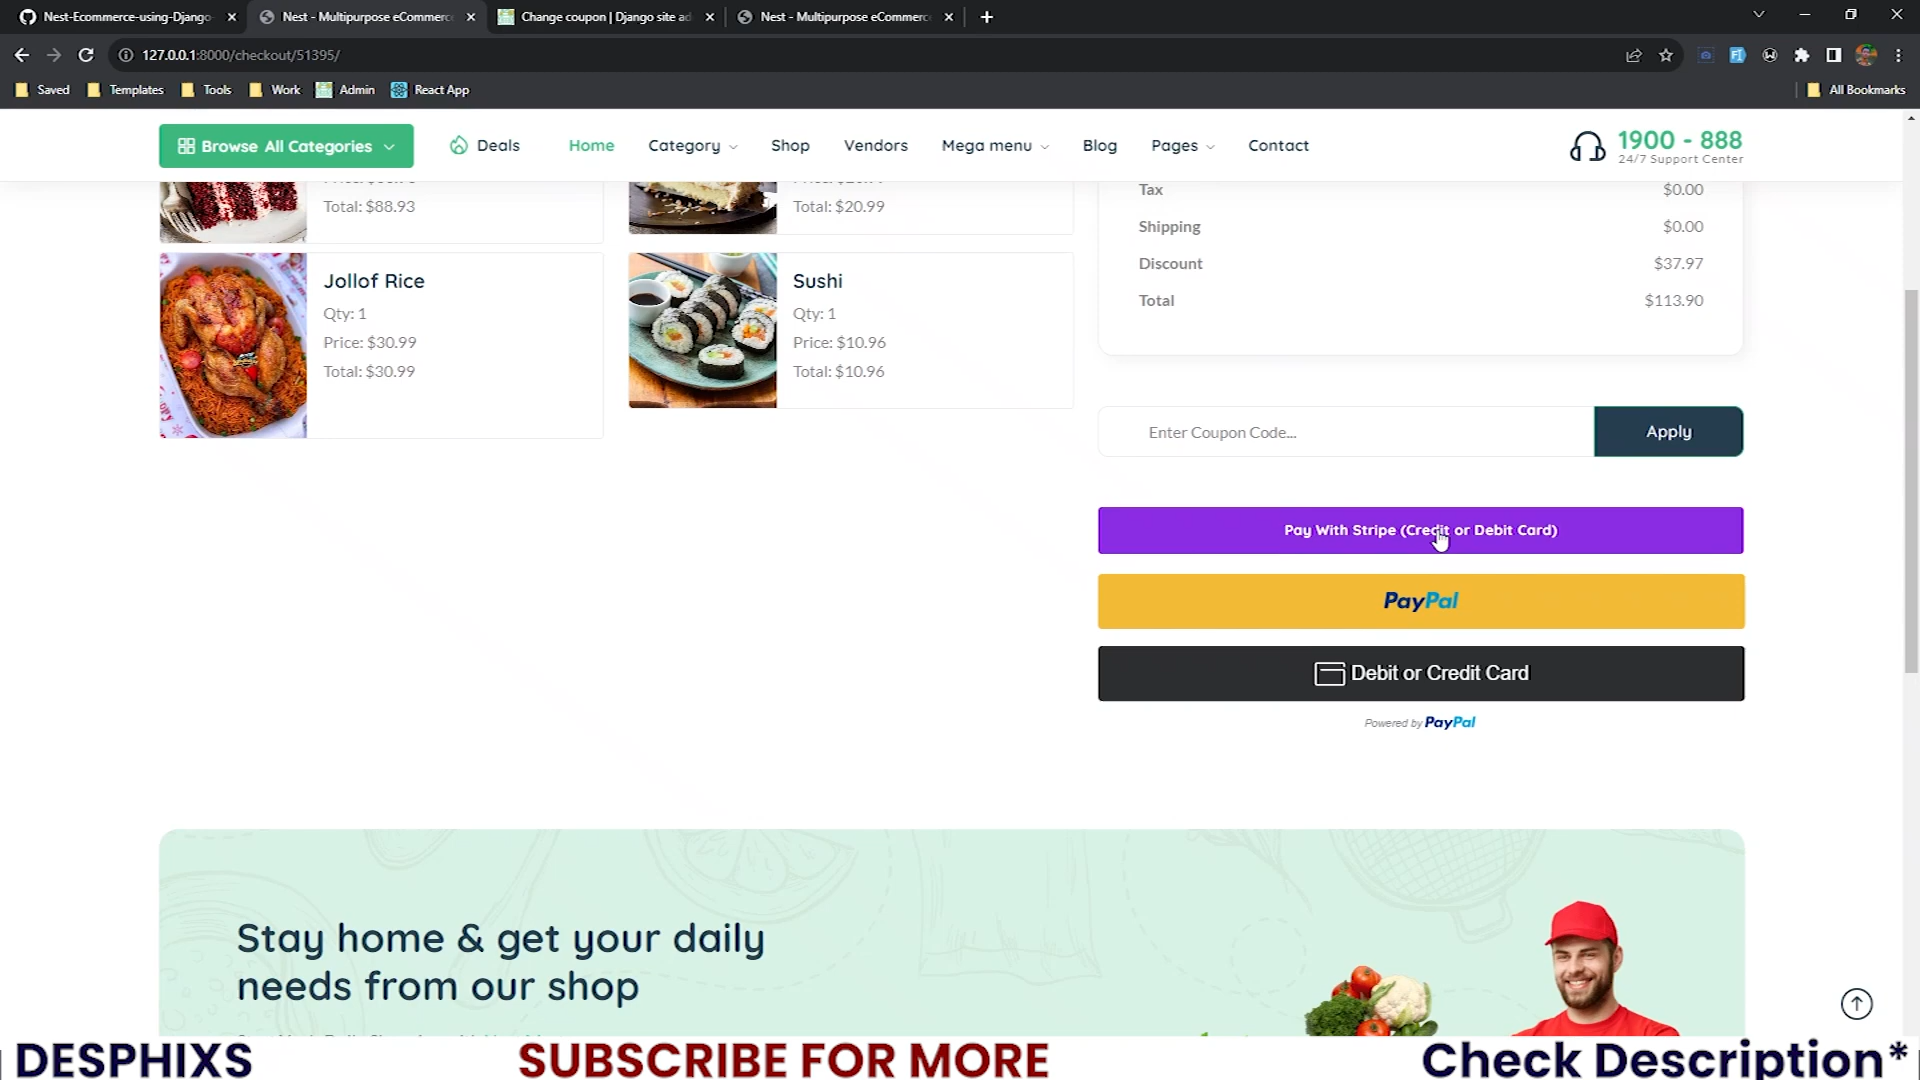 Nest-Ecommerce-using-Django-
Nest - Multipurpose eCommerc
Change coupon | Django site ad
Nest - Multipurpose eCommerc
127.0.0.1:8000/checkout/51395/
Saved
Templates
Tools
Work
Admin
React App
All Bookmarks
Browse All Categories
Deals
Home
Category
Shop
Vendors
Mega menu
Blog
Pages
Contact
1900 - 888
24/7 Support Center
Total: $88.93
Total: $20.99
Jollof Rice
Qty: 1
Price: $30.99
Total: $30.99
Sushi
Qty: 1
Price: $10.96
Total: $10.96
Tax $0.00
Shipping $0.00
Discount $37.97
Total $113.90
Enter Coupon Code...
Apply
Pay With Stripe (Credit or Debit Card)
PayPal
Debit or Credit Card
Powered by PayPal
Stay home & get your daily
needs from our shop
DESPHIXS
SUBSCRIBE FOR MORE
Check Description*